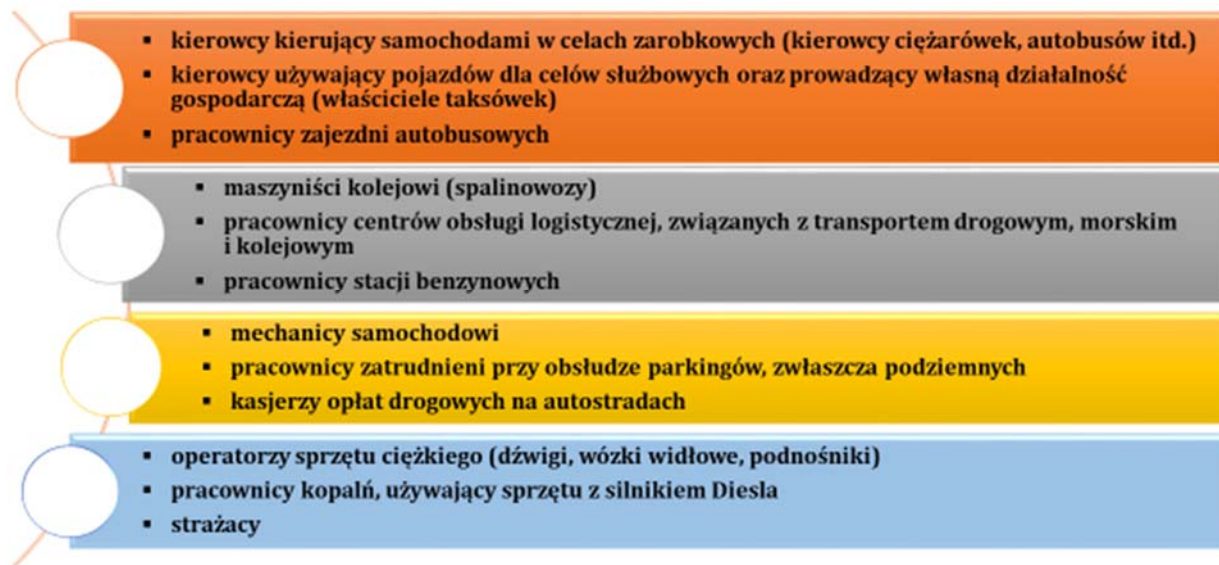 ▪ kierowcy kierujący samochodami w celach zarobkowych (kierowcy ciężarówek, autobusów itd.)
▪ kierowcy używający pojazdów dla celów służbowych oraz prowadzący własną działalność
gospodarczą (właściciele taksówek)
▪ pracownicy zajezdni autobusowych
▪ maszyniści kolejowi (spalinowozy)
▪ pracownicy centrów obsługi logistycznej, związanych z transportem drogowym, morskim
i kolejowym
▪ pracownicy stacji benzynowych
▪ mechanicy samochodowi
▪ pracownicy zatrudnieni przy obsłudze parkingów, zwłaszcza podziemnych
▪ kasjerzy opłat drogowych na autostradach
▪ operatorzy sprzętu ciężkiego (dźwigi, wózki widłowe, podnośniki)
▪ pracownicy kopalń, używający sprzętu z silnikiem Diesla
▪ strażacy